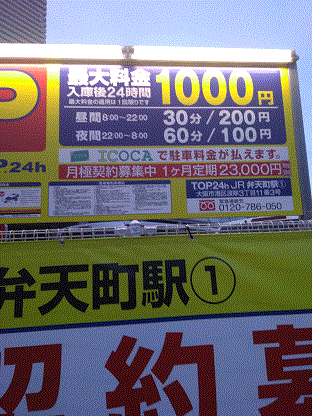 最大料金
入庫後24時間
最大料金の適用は1回限りです
1000円
昼間 8:00〜22:00 30分/200円
夜間 22:00〜8:00 60分/100円
ICOCAで駐車料金が払えます。
月極契約募集中 1ヶ月定期23,000円
P24h
TOP24h JR 弁天町駅①
0120-786-050
弁天町駅①
契約募